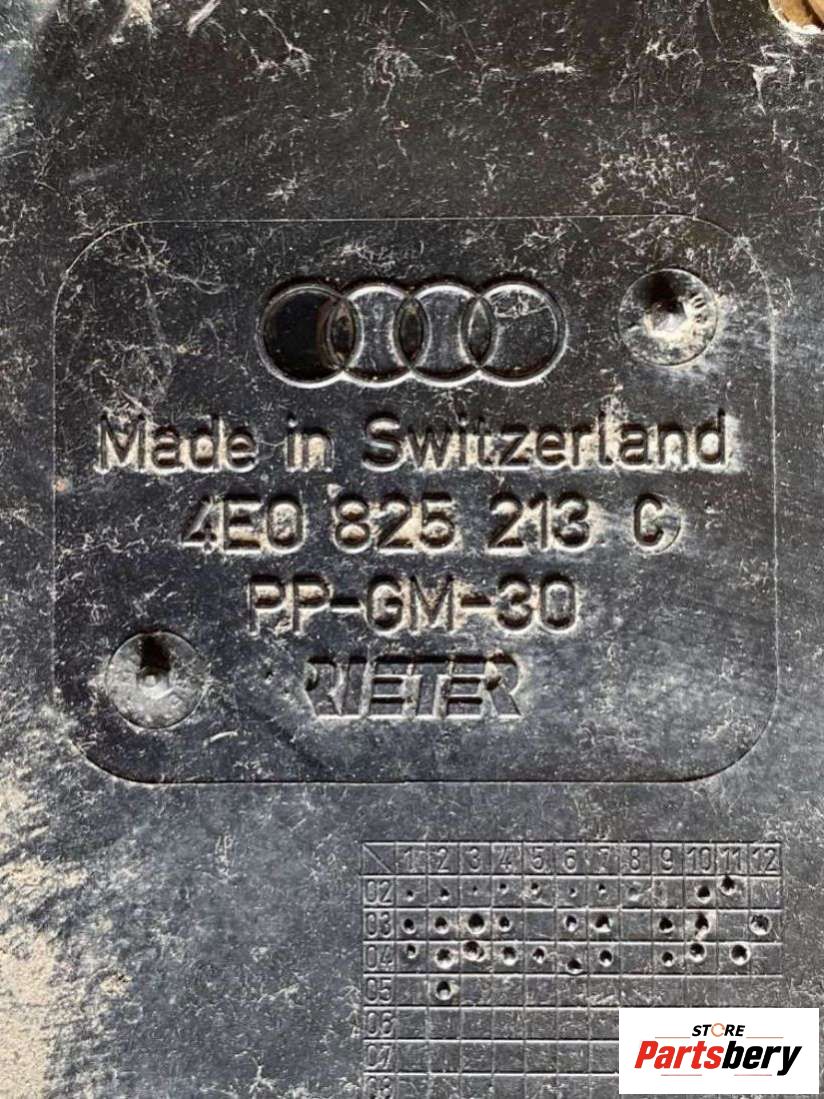 Made in Switzerland
4E0 825 213 C
PP-GM-30
RIETER
1 2 3 4 5 6 7 8 9 10 11 12
02
03
04
05
06
07
08
STORE
Partsbery